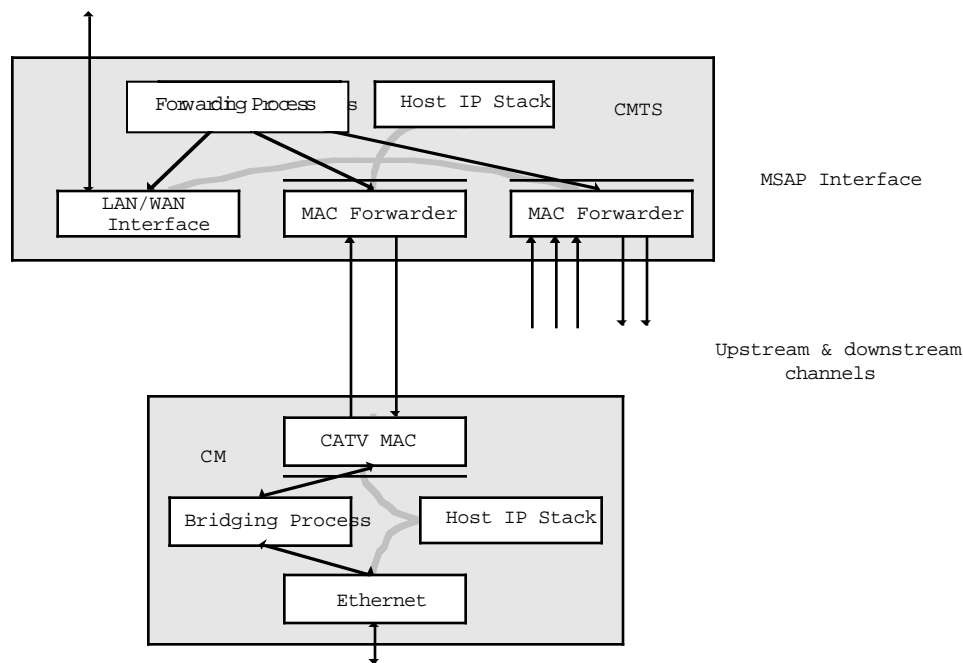 Forwarding Process
Host IP Stack
CMTS
MSAP Interface
LAN/WAN
Interface
MAC Forwarder
MAC Forwarder
Upstream & downstream
channels
CATV MAC
CM
Bridging Process
Host IP Stack
Ethernet